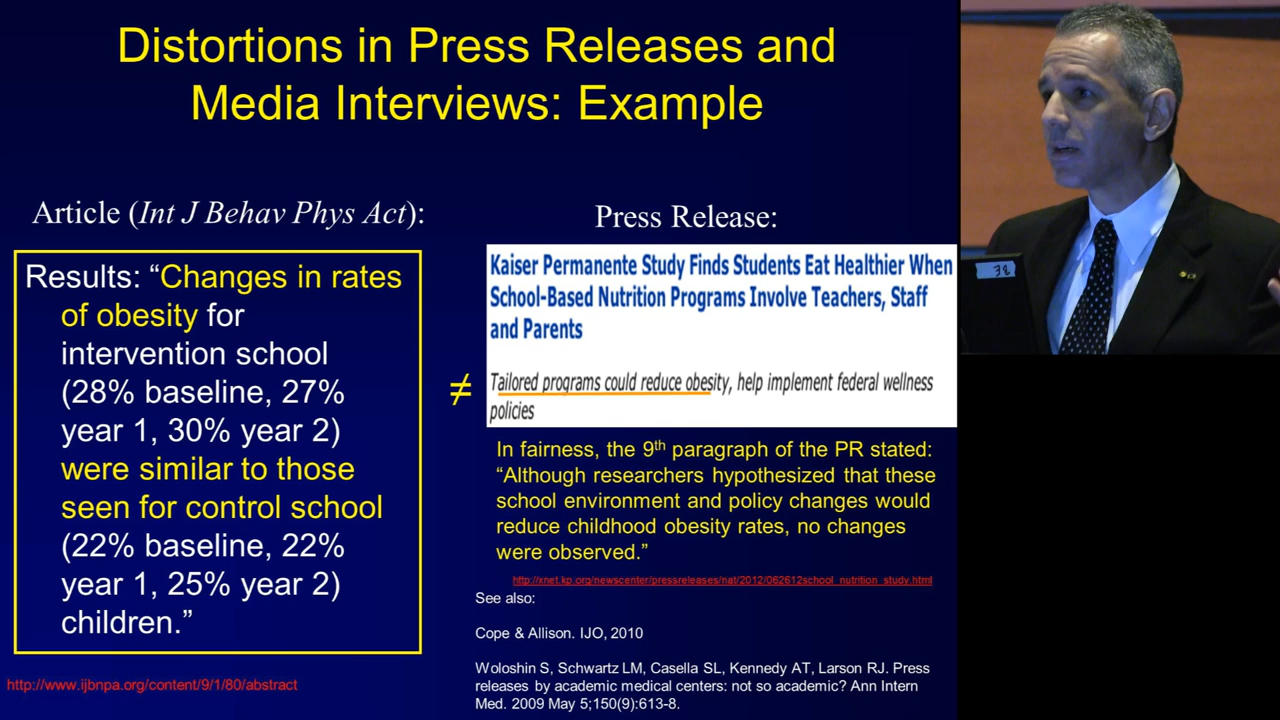 Distortions in Press Releases and
Media Interviews: Example
Article (Int J Behav Phys Act):
Results: “Changes in rates
of obesity for
intervention school
(28% baseline, 27%
year 1, 30% year 2)
were similar to those
seen for control school
(22% baseline, 22%
year 1, 25% year 2)
children.”
http://www.ijbnpa.org/content/9/1/80/abstract
≠
Press Release:
Kaiser Permanente Study Finds Students Eat Healthier When
School-Based Nutrition Programs Involve Teachers, Staff
and Parents
Tailored programs could reduce obesity, help implement federal wellness
policies
In fairness, the 9th paragraph of the PR stated:
“Although researchers hypothesized that these
school environment and policy changes would
reduce childhood obesity rates, no changes
were observed.”
http://xnet.kp.org/newscenter/pressreleases/nat/2012/062612school_nutrition_study.html
See also:
Cope & Allison. IJO, 2010
Woloshin S, Schwartz LM, Casella SL, Kennedy AT, Larson RJ. Press
releases by academic medical centers: not so academic? Ann Intern
Med. 2009 May 5;150(9):613-8.